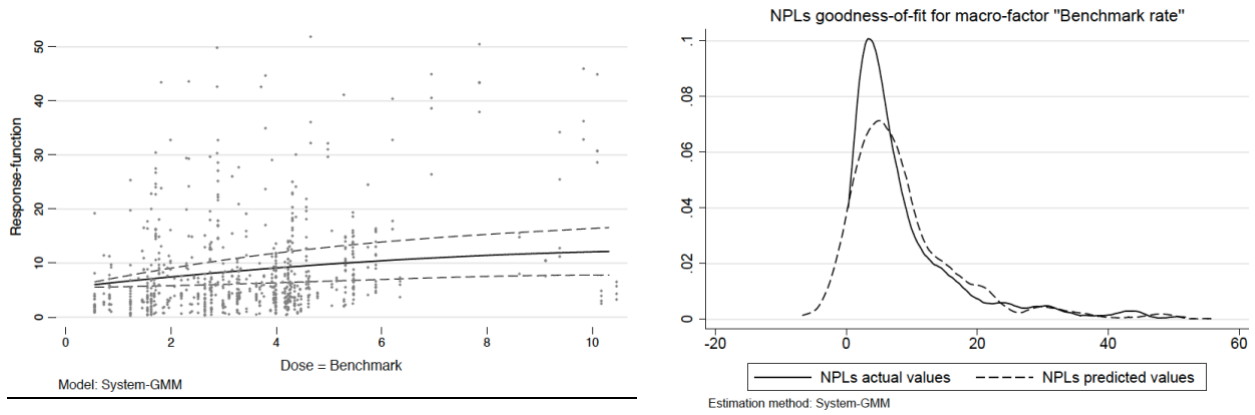 Response-function
50
40
30
20
10
0
0 2 4 6 8 10
Dose = Benchmark
Model: System-GMM
NPLs goodness-of-fit for macro-factor "Benchmark rate"
.1
.08
.06
.04
.02
0
-20 0 20 40 60
NPLs actual values NPLs predicted values
Estimation method: System-GMM